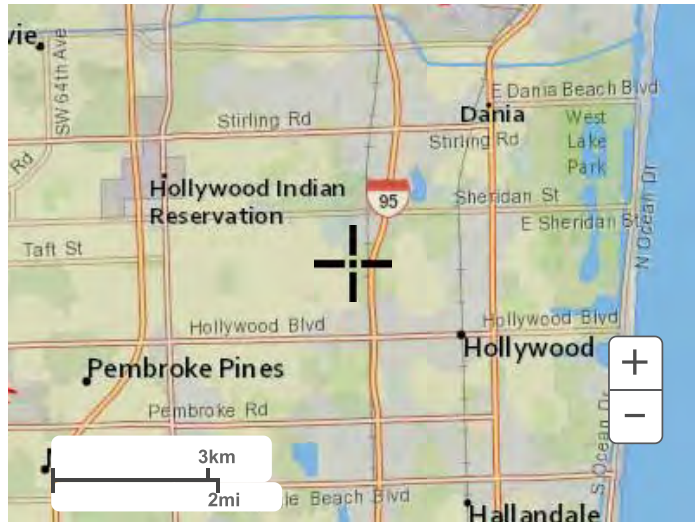 vie
SW 64th Ave
E Dania Beach Blvd
Dania
West
Lake
Park
Stirling Rd
Stirling Rd
Rd
Hollywood Indian
Reservation
95
Sheridan St
E Sheridan St
N Ocean Dr
Taft St
Hollywood Blvd
Hollywood Blvd
Hollywood
Pembroke Pines
+
−
Pembroke Rd
S Ocean Dr
3km
2mi
le Beach Blvd
Hallandale